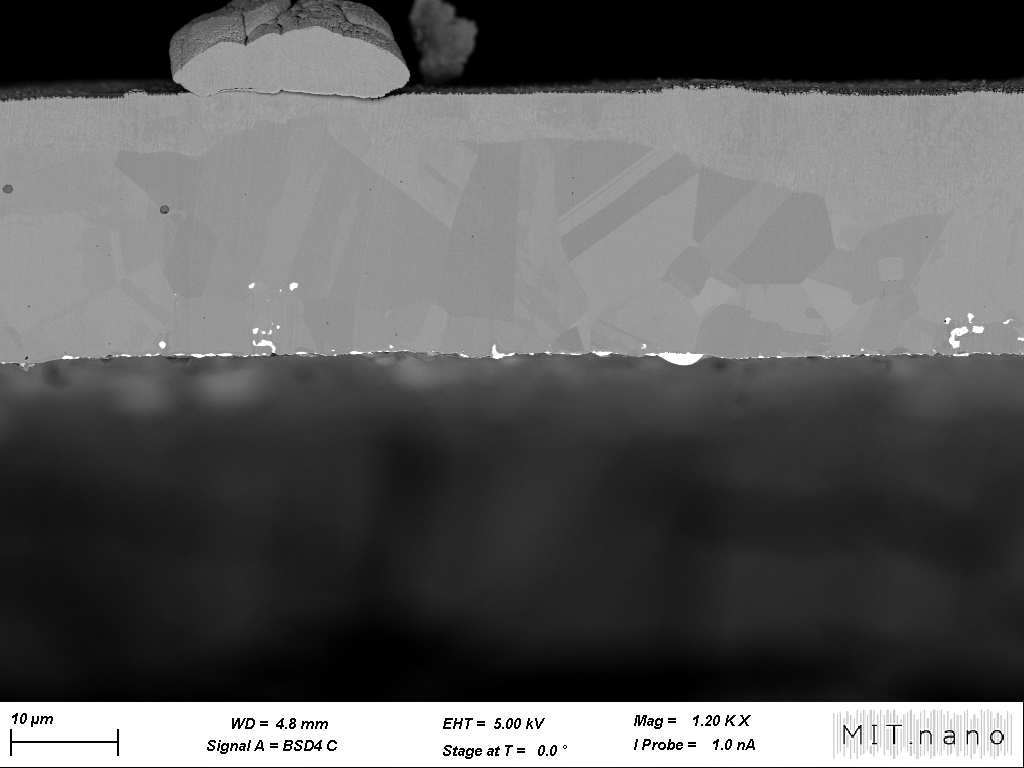 10 µm
WD = 4.8 mm
Signal A = BSD4 C
EHT = 5.00 kV
Stage at T = 0.0 °
Mag = 1.20 K X
I Probe = 1.0 nA
MIT.nano